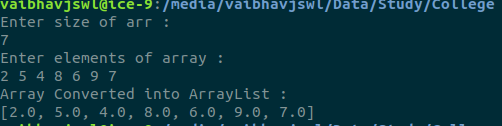 vaibhavjswl@ice-9:/media/vaibhavjswl/Data/Study/College
Enter size of arr :
7
Enter elements of array :
2 5 4 8 6 9 7
Array Converted into ArrayList :
[2.0, 5.0, 4.0, 8.0, 6.0, 9.0, 7.0]